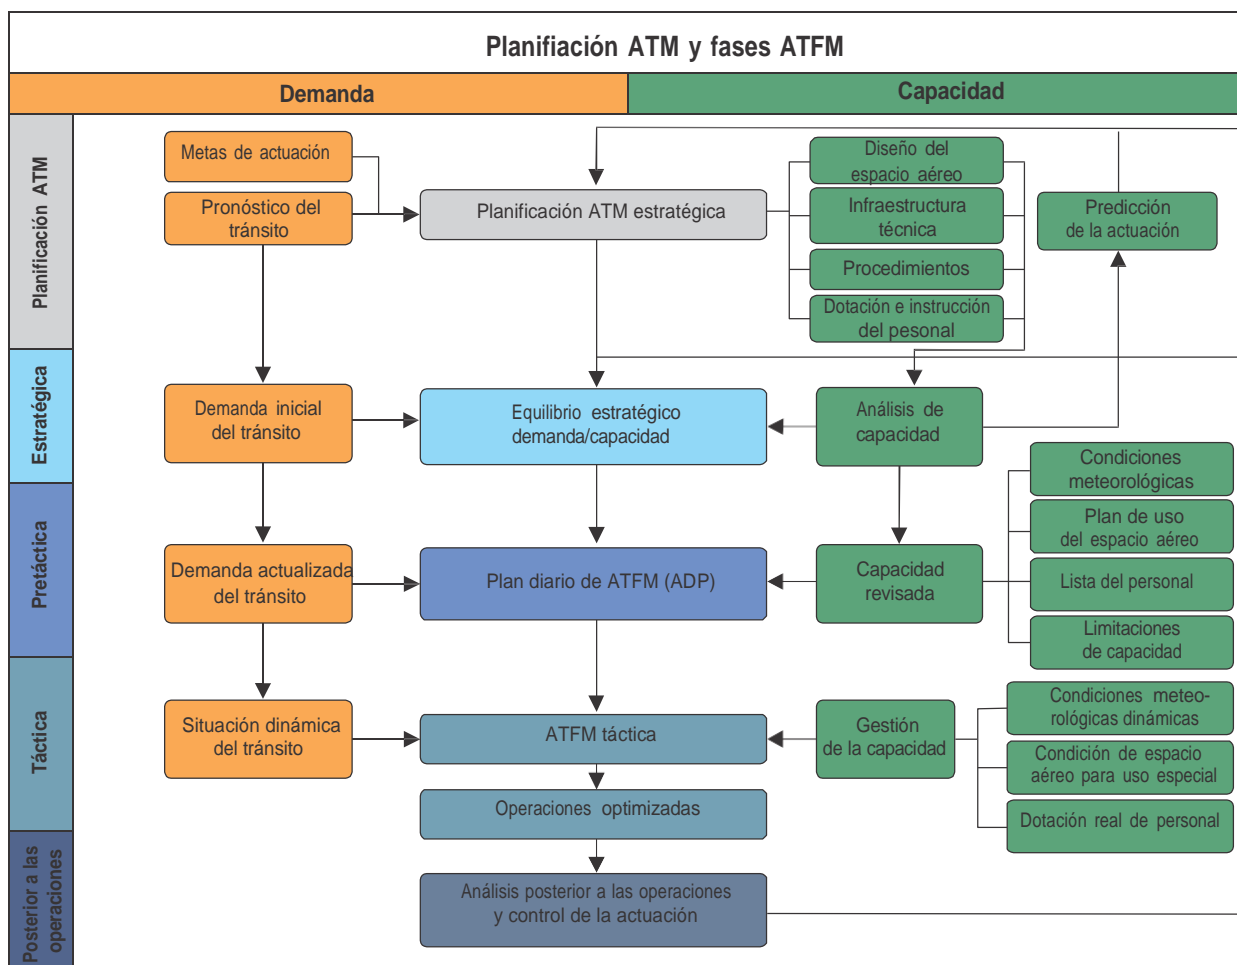 Planifiación ATM y fases ATFM
Demanda
Capacidad
Planificación ATM
Metas de actuación
Pronóstico del
tránsito
Planificación ATM estratégica
Diseño del
espacio aéreo
Infraestructura
técnica
Procedimientos
Dotación e instrucción
del pesonal
Predicción
de la actuación
Estratégica
Demanda inicial
del tránsito
Equilibrio estratégico
demanda/capacidad
Análisis de
capacidad
Condiciones
meteorológicas
Plan de uso
del espacio aéreo
Lista del personal
Limitaciones
de capacidad
Pretáctica
Demanda actualizada
del tránsito
Plan diario de ATFM (ADP)
Capacidad
revisada
Táctica
Situación dinámica
del tránsito
ATFM táctica
Gestión
de la capacidad
Condiciones meteo-
rológicas dinámicas
Condición de espacio
aéreo para uso especial
Dotación real de personal
Operaciones optimizadas
Posterior a las
operaciones
Análisis posterior a las operaciones
y control de la actuación